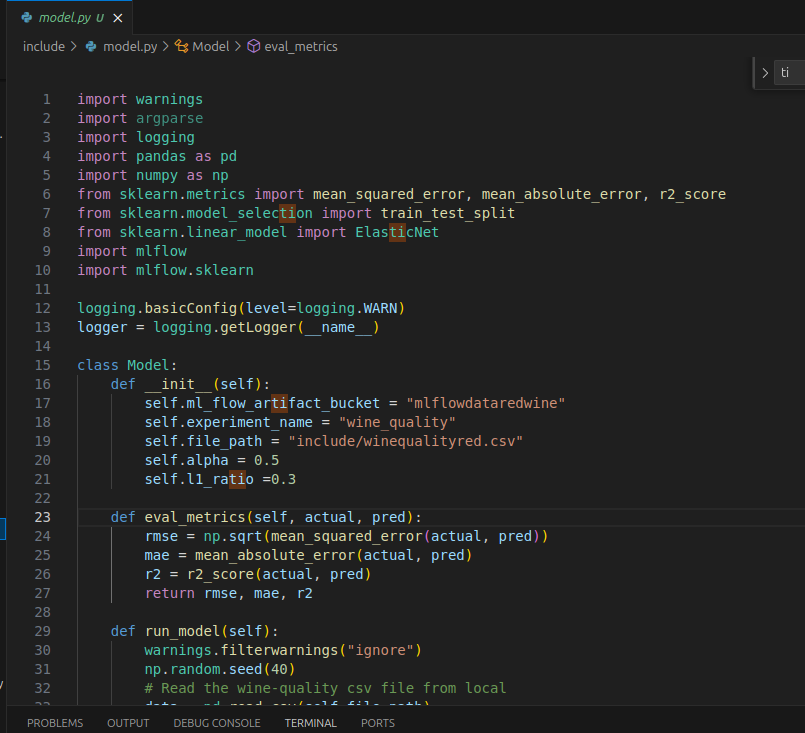 model.py U
include > model.py > Model > eval_metrics
ti
1 import warnings
2 import argparse
3 import logging
4 import pandas as pd
5 import numpy as np
6 from sklearn.metrics import mean_squared_error, mean_absolute_error, r2_score
7 from sklearn.model_selection import train_test_split
8 from sklearn.linear_model import ElasticNet
9 import mlflow
10 import mlflow.sklearn
11
12 logging.basicConfig(level=logging.WARN)
13 logger = logging.getLogger(__name__)
14
15 class Model:
16     def __init__(self):
17         self.ml_flow_artifact_bucket = "mlflowdataredwine"
18         self.experiment_name = "wine_quality"
19         self.file_path = "include/winequalityred.csv"
20         self.alpha = 0.5
21         self.l1_ratio =0.3
22
23     def eval_metrics(self, actual, pred):
24         rmse = np.sqrt(mean_squared_error(actual, pred))
25         mae = mean_absolute_error(actual, pred)
26         r2 = r2_score(actual, pred)
27         return rmse, mae, r2
28
29     def run_model(self):
30         warnings.filterwarnings("ignore")
31         np.random.seed(40)
32         # Read the wine-quality csv file from local
33         data = pd.read_csv(self.file_path)
PROBLEMS OUTPUT DEBUG CONSOLE TERMINAL PORTS